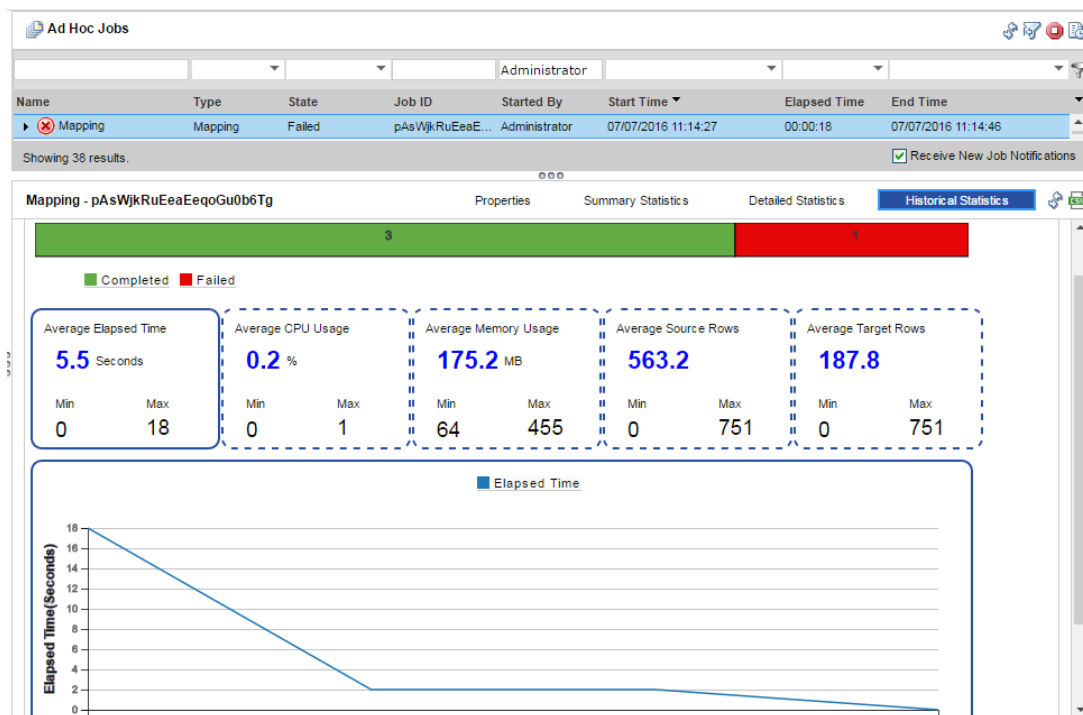 Ad Hoc Jobs
Administrator
Name Type State Job ID Started By Start Time Elapsed Time End Time
Mapping Mapping Failed pAsWjkRuEeaE... Administrator 07/07/2016 11:14:27 00:00:18 07/07/2016 11:14:46
Showing 38 results. Receive New Job Notifications
Mapping - pAsWjkRuEeaEeqoGu0b6Tg Properties Summary Statistics Detailed Statistics Historical Statistics
3 1
Completed Failed
Average Elapsed Time Average CPU Usage Average Memory Usage Average Source Rows Average Target Rows
5.5 Seconds 0.2 % 175.2 MB 563.2 187.8
Min Max Min Max Min Max Min Max Min Max
0 18 0 1 64 455 0 751 0 751
Elapsed Time
Elapsed Time(Seconds)
18
16
14
12
10
8
6
4
2
0